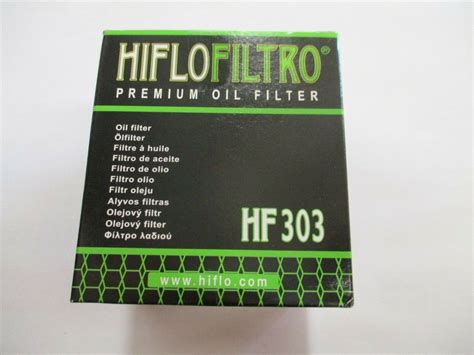 HIFLOFILTRO®
PREMIUM OIL FILTER
Oil filter
Ölfilter
Filtre à huile
Filtro de aceite
Filtro de olio
Filtro olio
Filtr oleju
Alyvos filtras
Olejový filtr
Olejový filter
Φίλτρο λαδιού
HF 303
www.hiflo.com